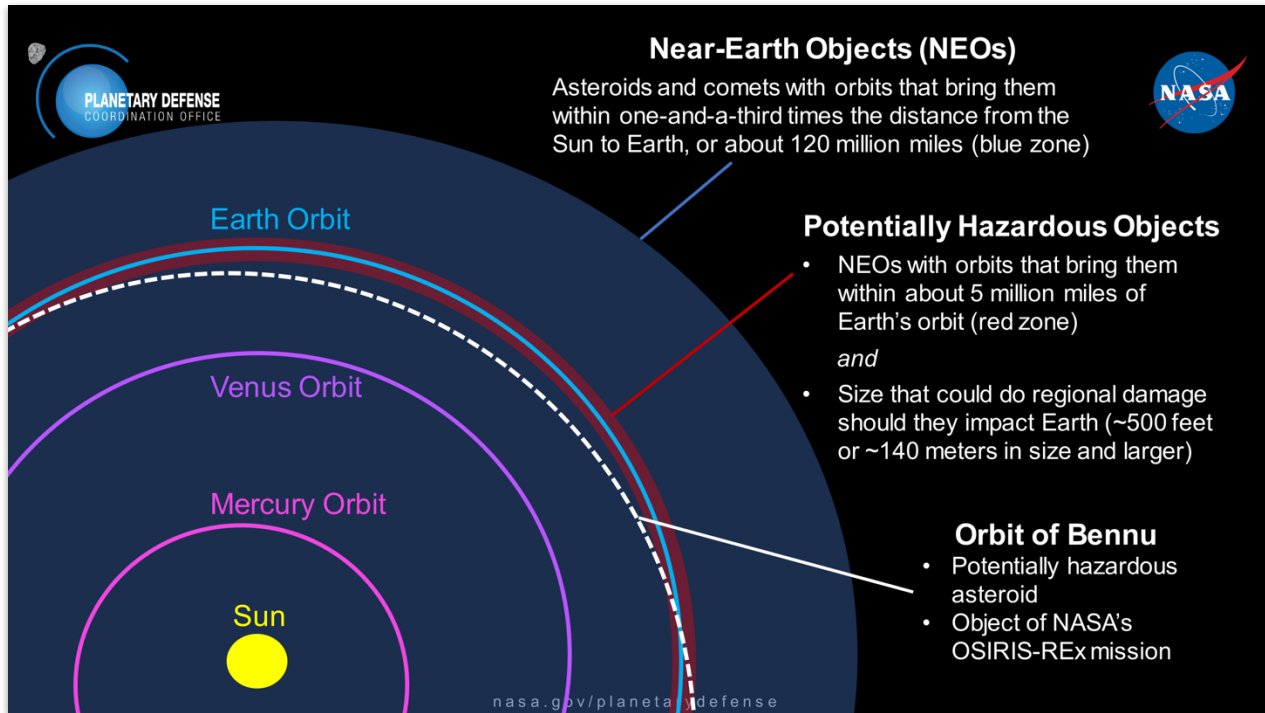 PLANETARY DEFENSE
COORDINATION OFFICE
Near-Earth Objects (NEOs)
Asteroids and comets with orbits that bring them
within one-and-a-third times the distance from the
Sun to Earth, or about 120 million miles (blue zone)
NASA
Earth Orbit
Potentially Hazardous Objects
• NEOs with orbits that bring them
within about 5 million miles of
Earth's orbit (red zone)
and
• Size that could do regional damage
should they impact Earth (~500 feet
or ~140 meters in size and larger)
Venus Orbit
Mercury Orbit
Orbit of Bennu
• Potentially hazardous
asteroid
• Object of NASA's
OSIRIS-REx mission
Sun
nasa.gov/planetarydefense